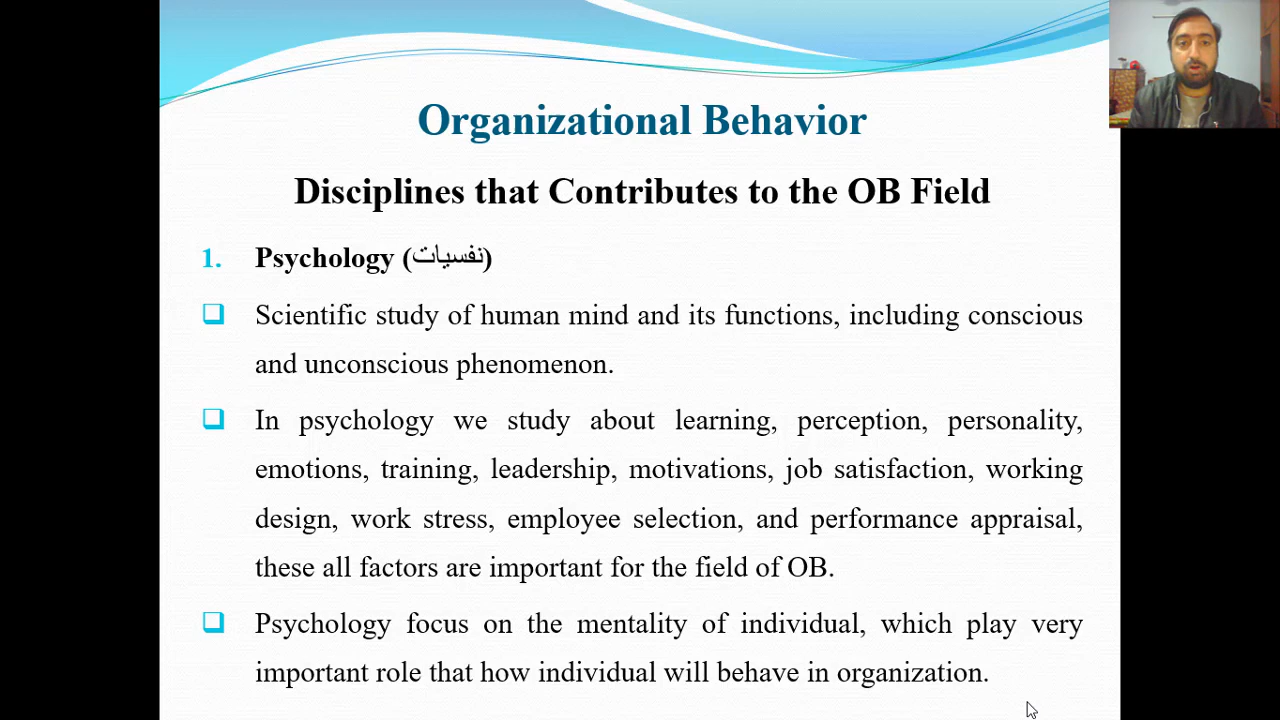 Organizational Behavior
Disciplines that Contributes to the OB Field
1. Psychology (نفسیات)
Scientific study of human mind and its functions, including conscious
and unconscious phenomenon.
In psychology we study about learning, perception, personality,
emotions, training, leadership, motivations, job satisfaction, working
design, work stress, employee selection, and performance appraisal,
these all factors are important for the field of OB.
Psychology focus on the mentality of individual, which play very
important role that how individual will behave in organization.